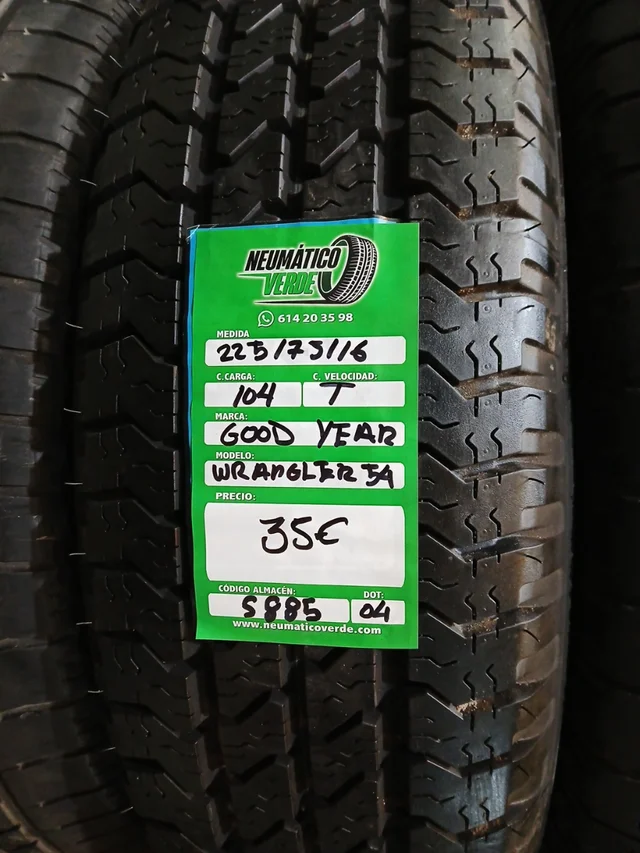 NEUMÁTICO
VERDE
614 20 35 98
MEDIDA
225/75/16
C.CARGA: C. VELOCIDAD:
104 T
MARCA:
GOOD YEAR
MODELO:
WRANGLER SA
PRECIO:
35€
CÓDIGO ALMACÉN: DOT:
S885 04
www.neumaticoverde.com